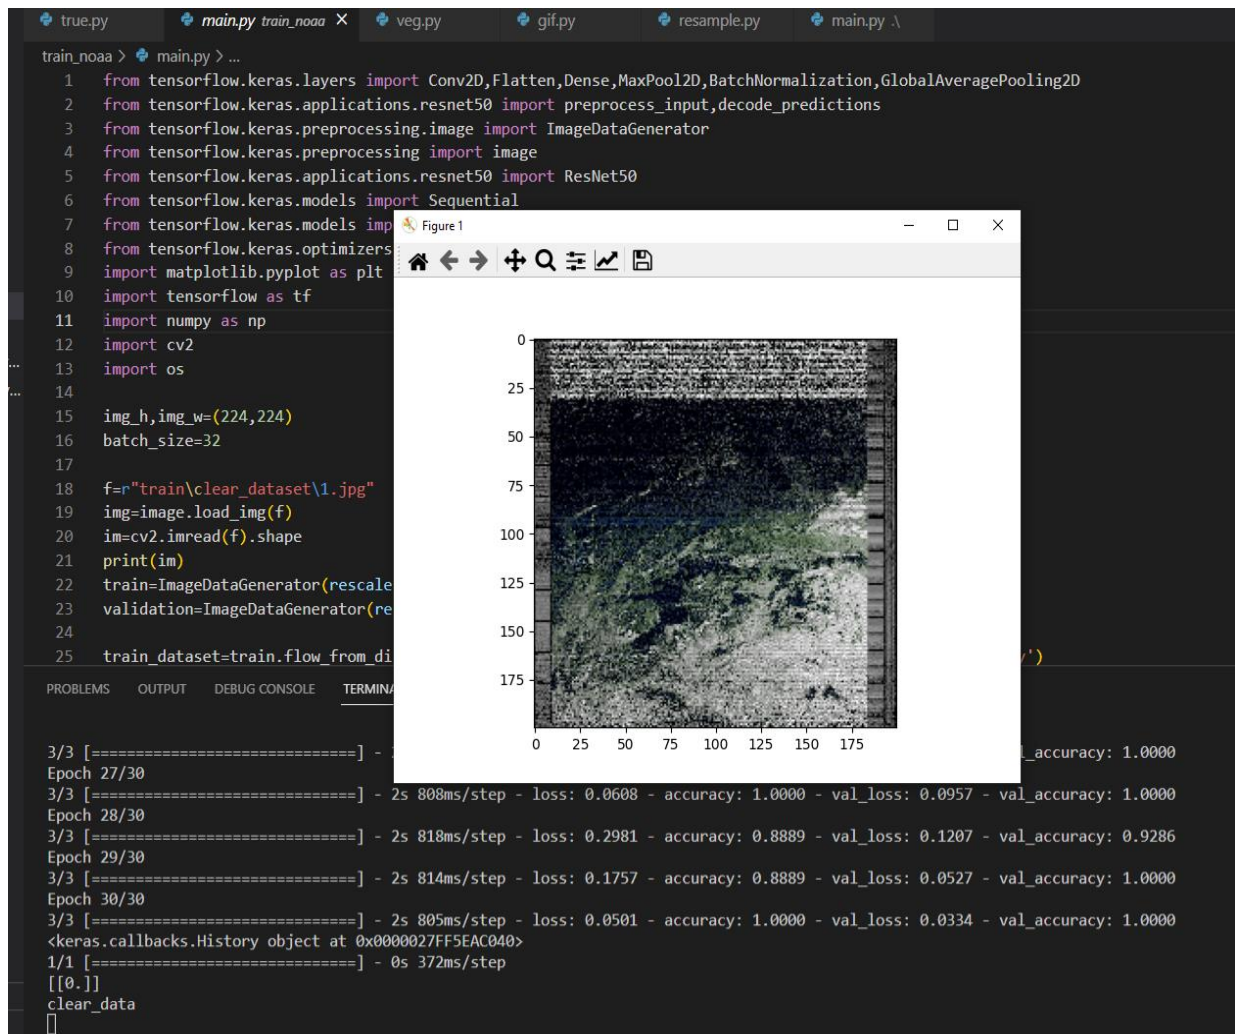 true.py main.py train_noaa veg.py gif.py resample.py main.py .\
train_noaa > main.py > ...
1 from tensorflow.keras.layers import Conv2D,Flatten,Dense,MaxPool2D,BatchNormalization,GlobalAveragePooling2D
2 from tensorflow.keras.applications.resnet50 import preprocess_input,decode_predictions
3 from tensorflow.keras.preprocessing.image import ImageDataGenerator
4 from tensorflow.keras.preprocessing import image
5 from tensorflow.keras.applications.resnet50 import ResNet50
6 from tensorflow.keras.models import Sequential
7 from tensorflow.keras.models imp
8 from tensorflow.keras.optimizers
9 import matplotlib.pyplot as plt
10 import tensorflow as tf
11 import numpy as np
12 import cv2
13 import os
14
15 img_h,img_w=(224,224)
16 batch_size=32
17
18 f=r"train\clear_dataset\1.jpg"
19 img=image.load_img(f)
20 im=cv2.imread(f).shape
21 print(im)
22 train=ImageDataGenerator(rescale
23 validation=ImageDataGenerator(re
24
25 train_dataset=train.flow_from_di y')
Figure 1
0
25
50
75
100
125
150
175
0 25 50 75 100 125 150 175
PROBLEMS OUTPUT DEBUG CONSOLE TERMINA
3/3 [==============================] - l_accuracy: 1.0000
Epoch 27/30
3/3 [==============================] - 2s 808ms/step - loss: 0.0608 - accuracy: 1.0000 - val_loss: 0.0957 - val_accuracy: 1.0000
Epoch 28/30
3/3 [==============================] - 2s 818ms/step - loss: 0.2981 - accuracy: 0.8889 - val_loss: 0.1207 - val_accuracy: 0.9286
Epoch 29/30
3/3 [==============================] - 2s 814ms/step - loss: 0.1757 - accuracy: 0.8889 - val_loss: 0.0527 - val_accuracy: 1.0000
Epoch 30/30
3/3 [==============================] - 2s 805ms/step - loss: 0.0501 - accuracy: 1.0000 - val_loss: 0.0334 - val_accuracy: 1.0000
<keras.callbacks.History object at 0x0000027FF5EAC040>
1/1 [==============================] - 0s 372ms/step
[[0.]]
clear_data